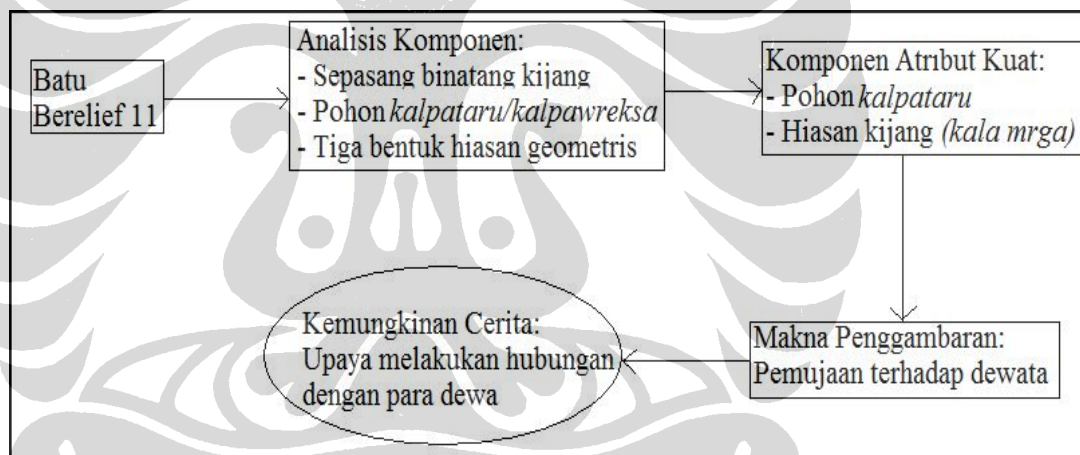 Batu
Berelief 11
Analisis Komponen:
- Sepasang binatang kijang
- Pohon kalpataru/kalpawreksa
- Tiga bentuk hiasan geometris
Komponen Atribut Kuat:
- Pohon kalpataru
- Hiasan kijang (kala mrga)
Makna Penggambaran:
Pemujaan terhadap dewata
Kemungkinan Cerita:
Upaya melakukan hubungan
dengan para dewa